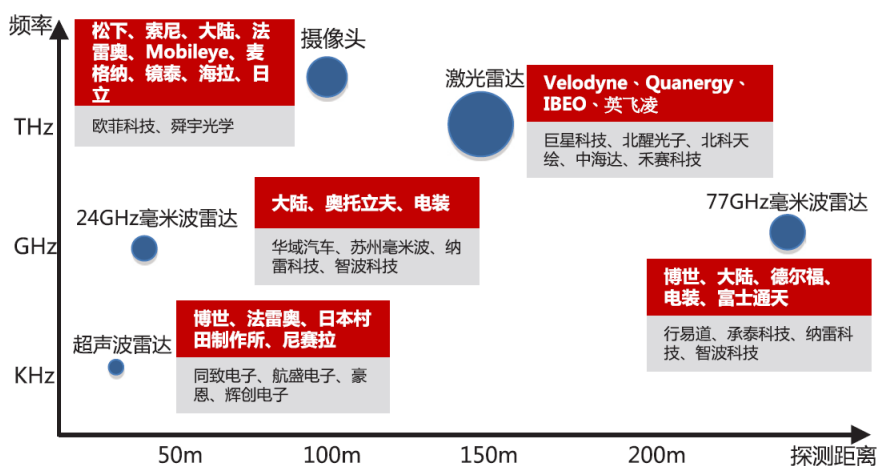 频率
松下、索尼、大陆、法
雷奥、Mobileye、麦
格纳、镜泰、海拉、日
立
欧菲科技、舜宇光学
摄像头
激光雷达
Velodyne、Quanergy、
IBEO、英飞凌
巨星科技、北醒光子、北科天
绘、中海达、禾赛科技
THz
24GHz毫米波雷达
大陆、奥托立夫、电装
华域汽车、苏州毫米波、纳
雷科技、智波科技
77GHz毫米波雷达
GHz
博世、大陆、德尔福、
电装、富士通天
行易道、承泰科技、纳雷科
技、智波科技
超声波雷达
博世、法雷奥、日本村
田制作所、尼赛拉
同致电子、航盛电子、豪
恩、辉创电子
KHz
50m
100m
150m
200m
探测距离